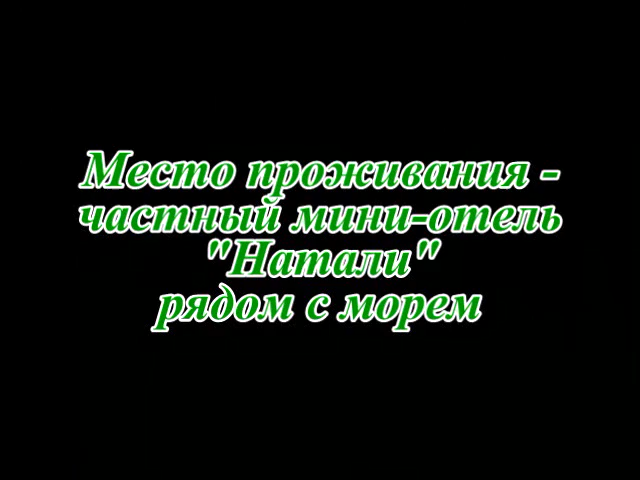 Место проживания -
частный мини-отель
"Натали"
рядом с морем